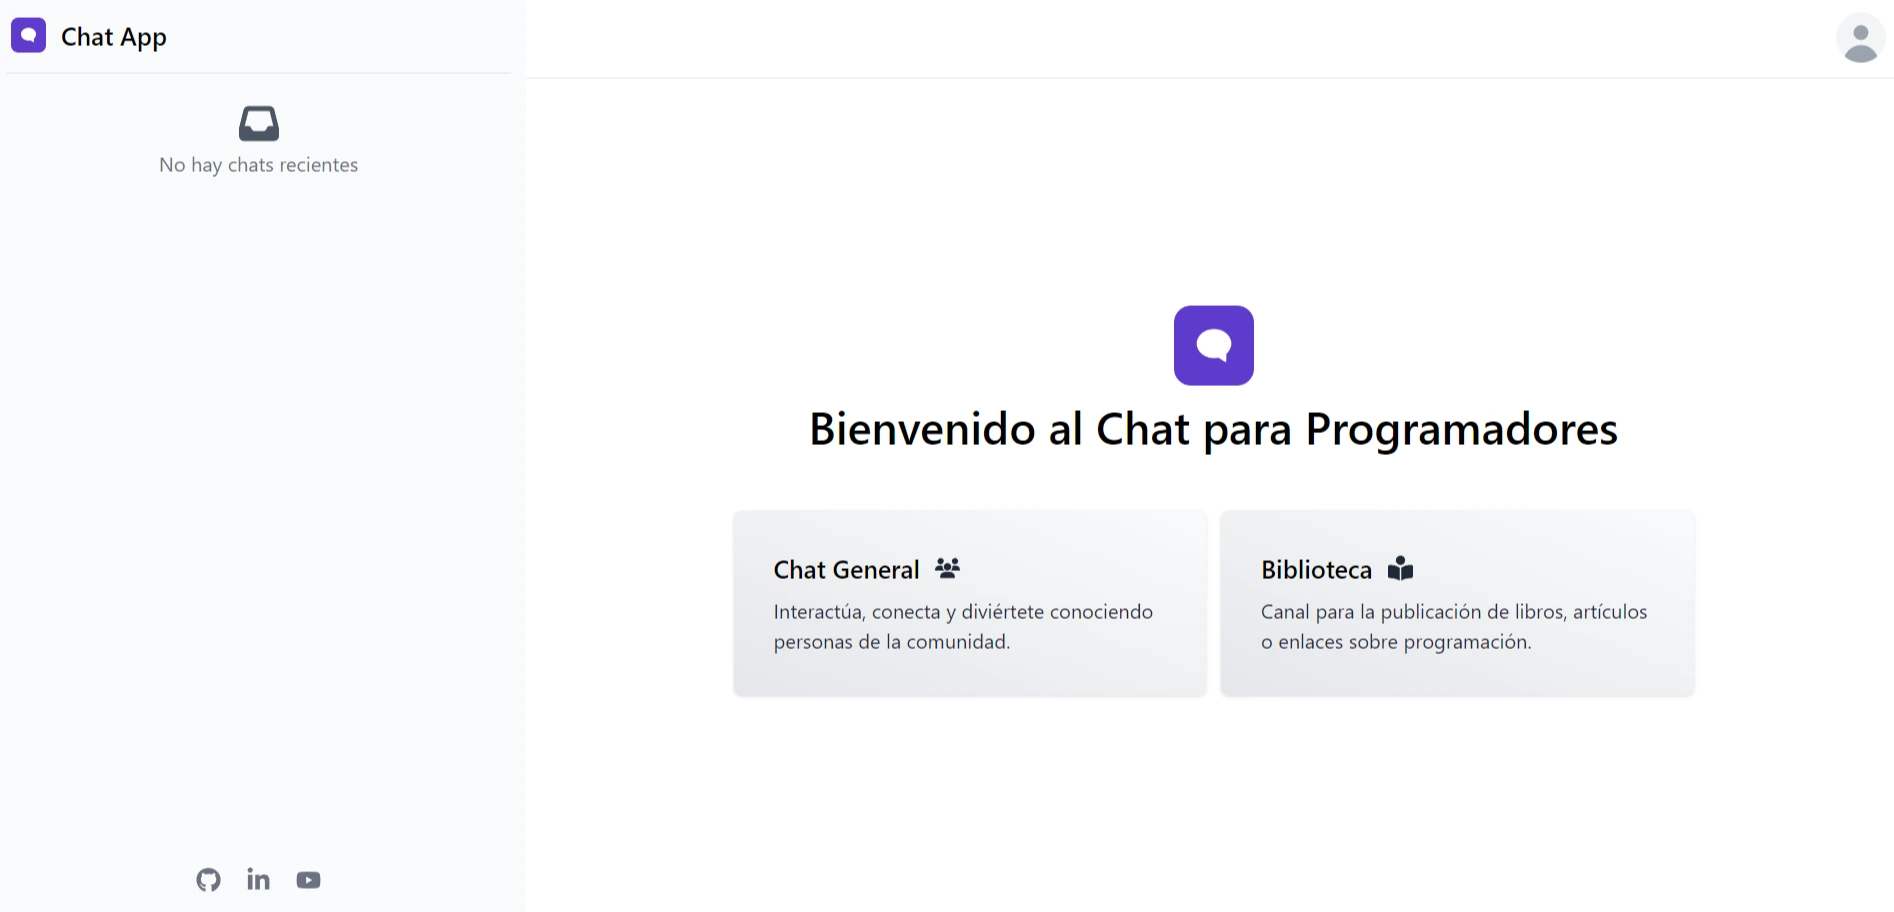 Chat App
No hay chats recientes
Bienvenido al Chat para Programadores
Chat General
Interactúa, conecta y diviértete conociendo
personas de la comunidad.
Biblioteca
Canal para la publicación de libros, artículos
o enlaces sobre programación.
in